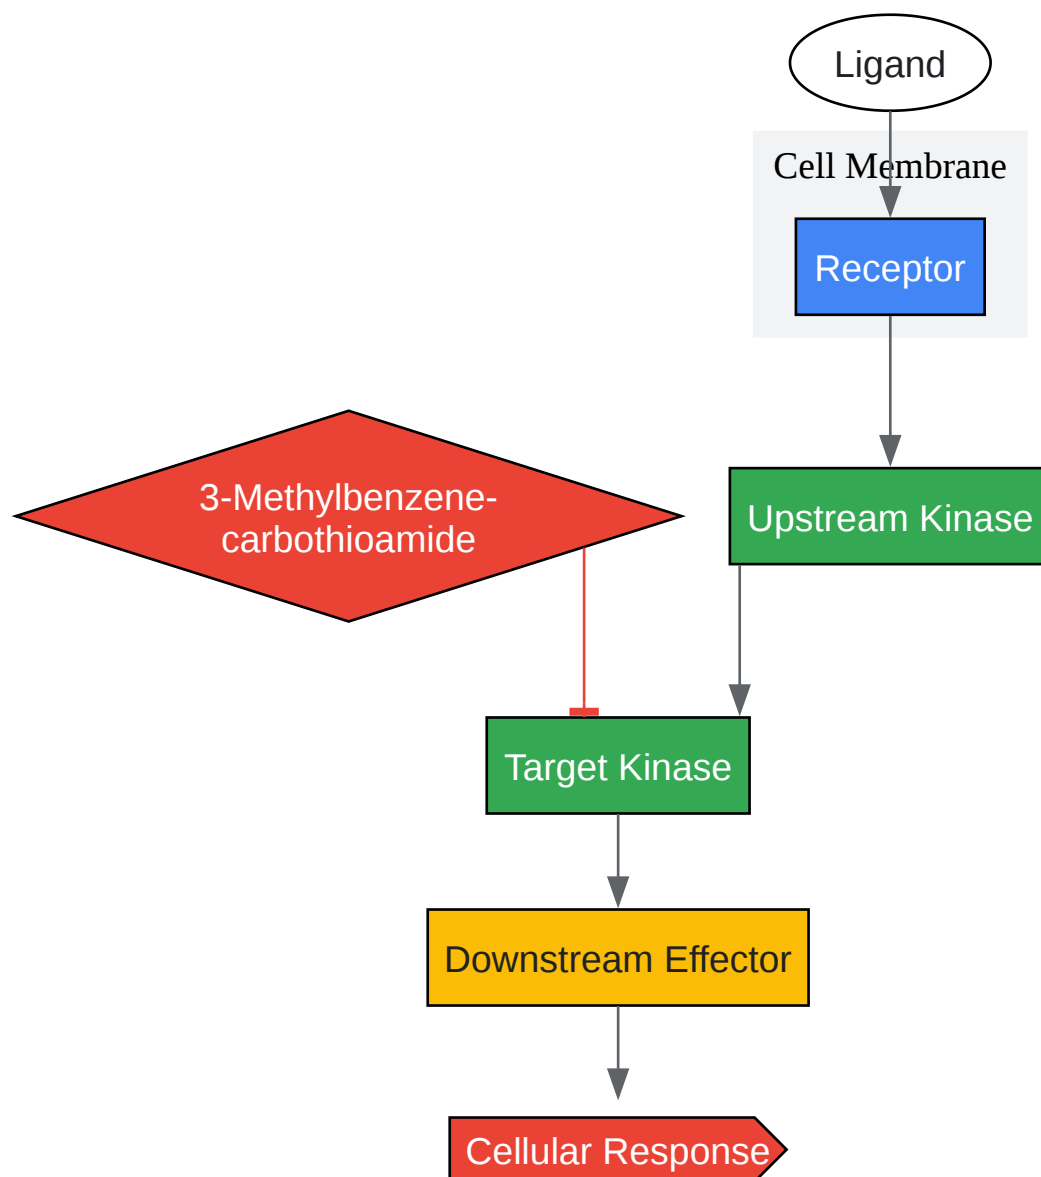 Ligand
Cell Membrane
Receptor
3-Methylbenzene-
carbothioamide
Upstream Kinase
Target Kinase
Downstream Effector
Cellular Response